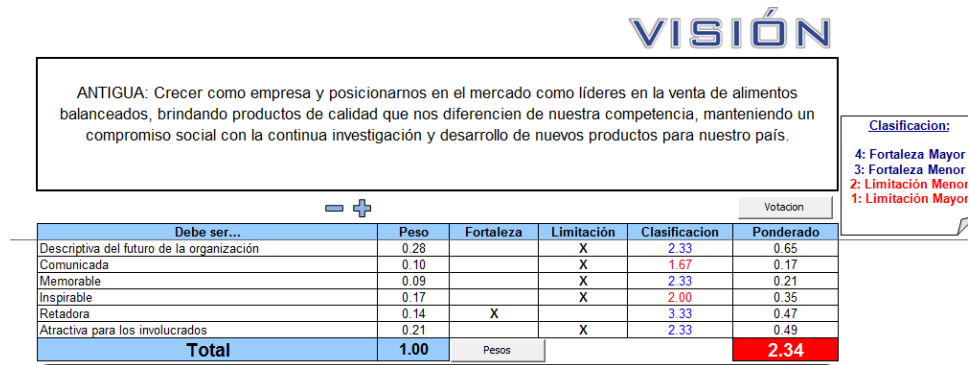 VISIÓN
ANTIGUA: Crecer como empresa y posicionarnos en el mercado como líderes en la venta de alimentos
balanceados, brindando productos de calidad que nos diferencien de nuestra competencia, manteniendo un
compromiso social con la continua investigación y desarrollo de nuevos productos para nuestro país.
Clasificacion:
4: Fortaleza Mayor
3: Fortaleza Menor
2: Limitación Menor
1: Limitación Mayor
Votacion
Debe ser... Peso Fortaleza Limitación Clasificacion Ponderado
Descriptiva del futuro de la organización 0.28 X 2.33 0.65
Comunicada 0.10 X 1.67 0.17
Memorable 0.09 X 2.33 0.21
Inspirable 0.17 X 2.00 0.35
Retadora 0.14 X 3.33 0.47
Atractiva para los involucrados 0.21 X 2.33 0.49
Total 1.00 Pesos 2.34